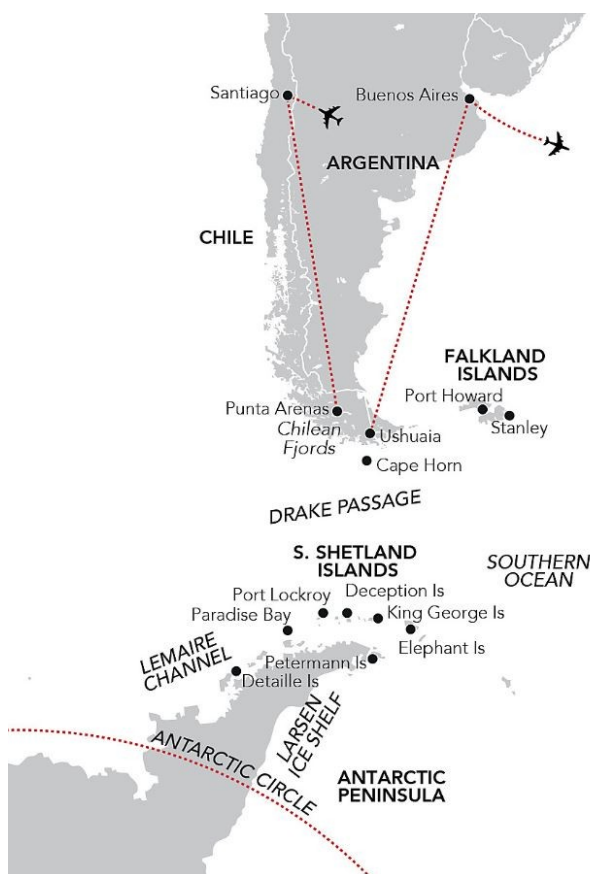 Santiago
Buenos Aires
ARGENTINA
CHILE
FALKLAND
ISLANDS
Port Howard
Stanley
Punta Arenas
Chilean
Fjords
Ushuaia
Cape Horn
DRAKE PASSAGE
S. SHETLAND
ISLANDS
SOUTHERN
OCEAN
Port Lockroy
Deception Is
Paradise Bay
King George Is
Elephant Is
LEMAIRE
CHANNEL
Petermann Is
Detaille Is
LARSEN
ICE SHELF
ANTARCTIC CIRCLE
ANTARCTIC
PENINSULA